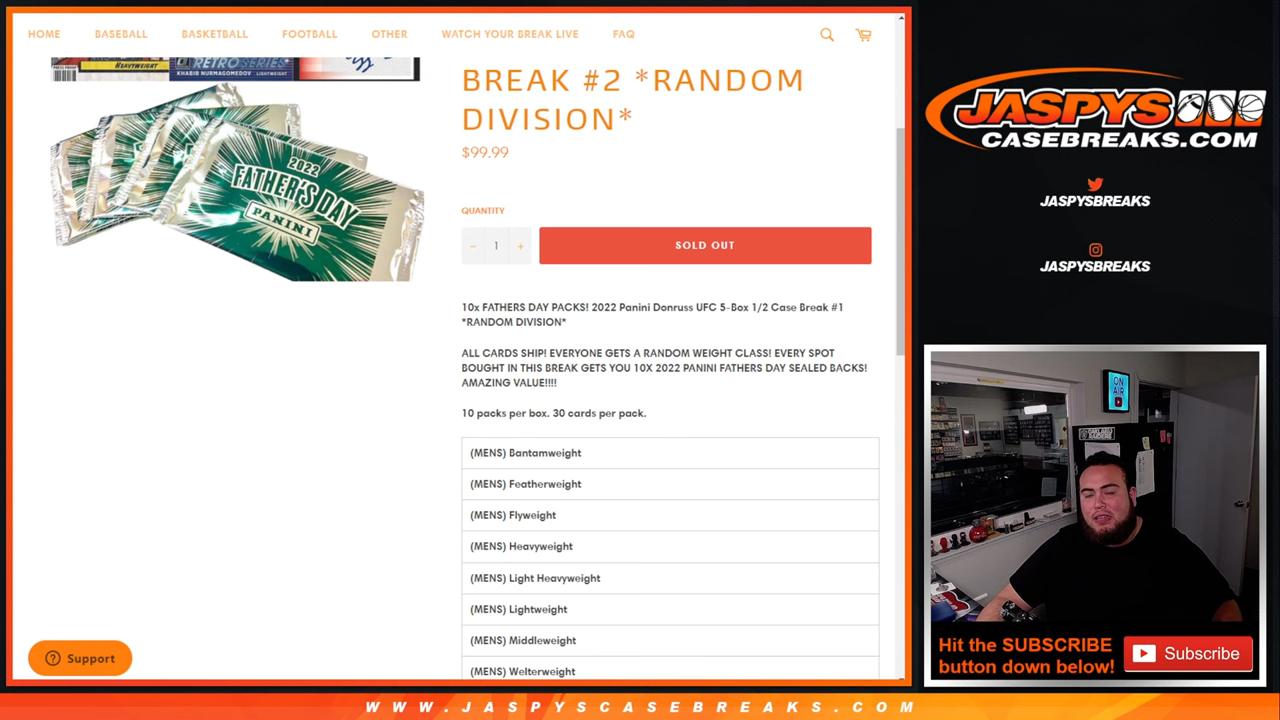 HOME
BASEBALL
BASKETBALL
FOOTBALL
OTHER
WATCH YOUR BREAK LIVE
FAQ
HEAVYWEIGHT
RETRO SERIES
KHABIB NURMAGOMEDOV LIGHTWEIGHT
2022
FATHER'S DAY
PANINI
BREAK #2 *RANDOM
DIVISION*
$99.99
QUANTITY
− 1 +
SOLD OUT
10x FATHERS DAY PACKS! 2022 Panini Donruss UFC 5-Box 1/2 Case Break #1
*RANDOM DIVISION*
ALL CARDS SHIP! EVERYONE GETS A RANDOM WEIGHT CLASS! EVERY SPOT
BOUGHT IN THIS BREAK GETS YOU 10X 2022 PANINI FATHERS DAY SEALED BACKS!
AMAZING VALUE!!!!
10 packs per box. 30 cards per pack.
(MENS) Bantamweight
(MENS) Featherweight
(MENS) Flyweight
(MENS) Heavyweight
(MENS) Light Heavyweight
(MENS) Lightweight
(MENS) Middleweight
(MENS) Welterweight
Support
JASPYS
CASEBREAKS.COM
JASPYSBREAKS
JASPYSBREAKS
ON
AIR
Hit the SUBSCRIBE
button down below!
Subscribe
WWW.JASPYSCASEBREAKS.COM